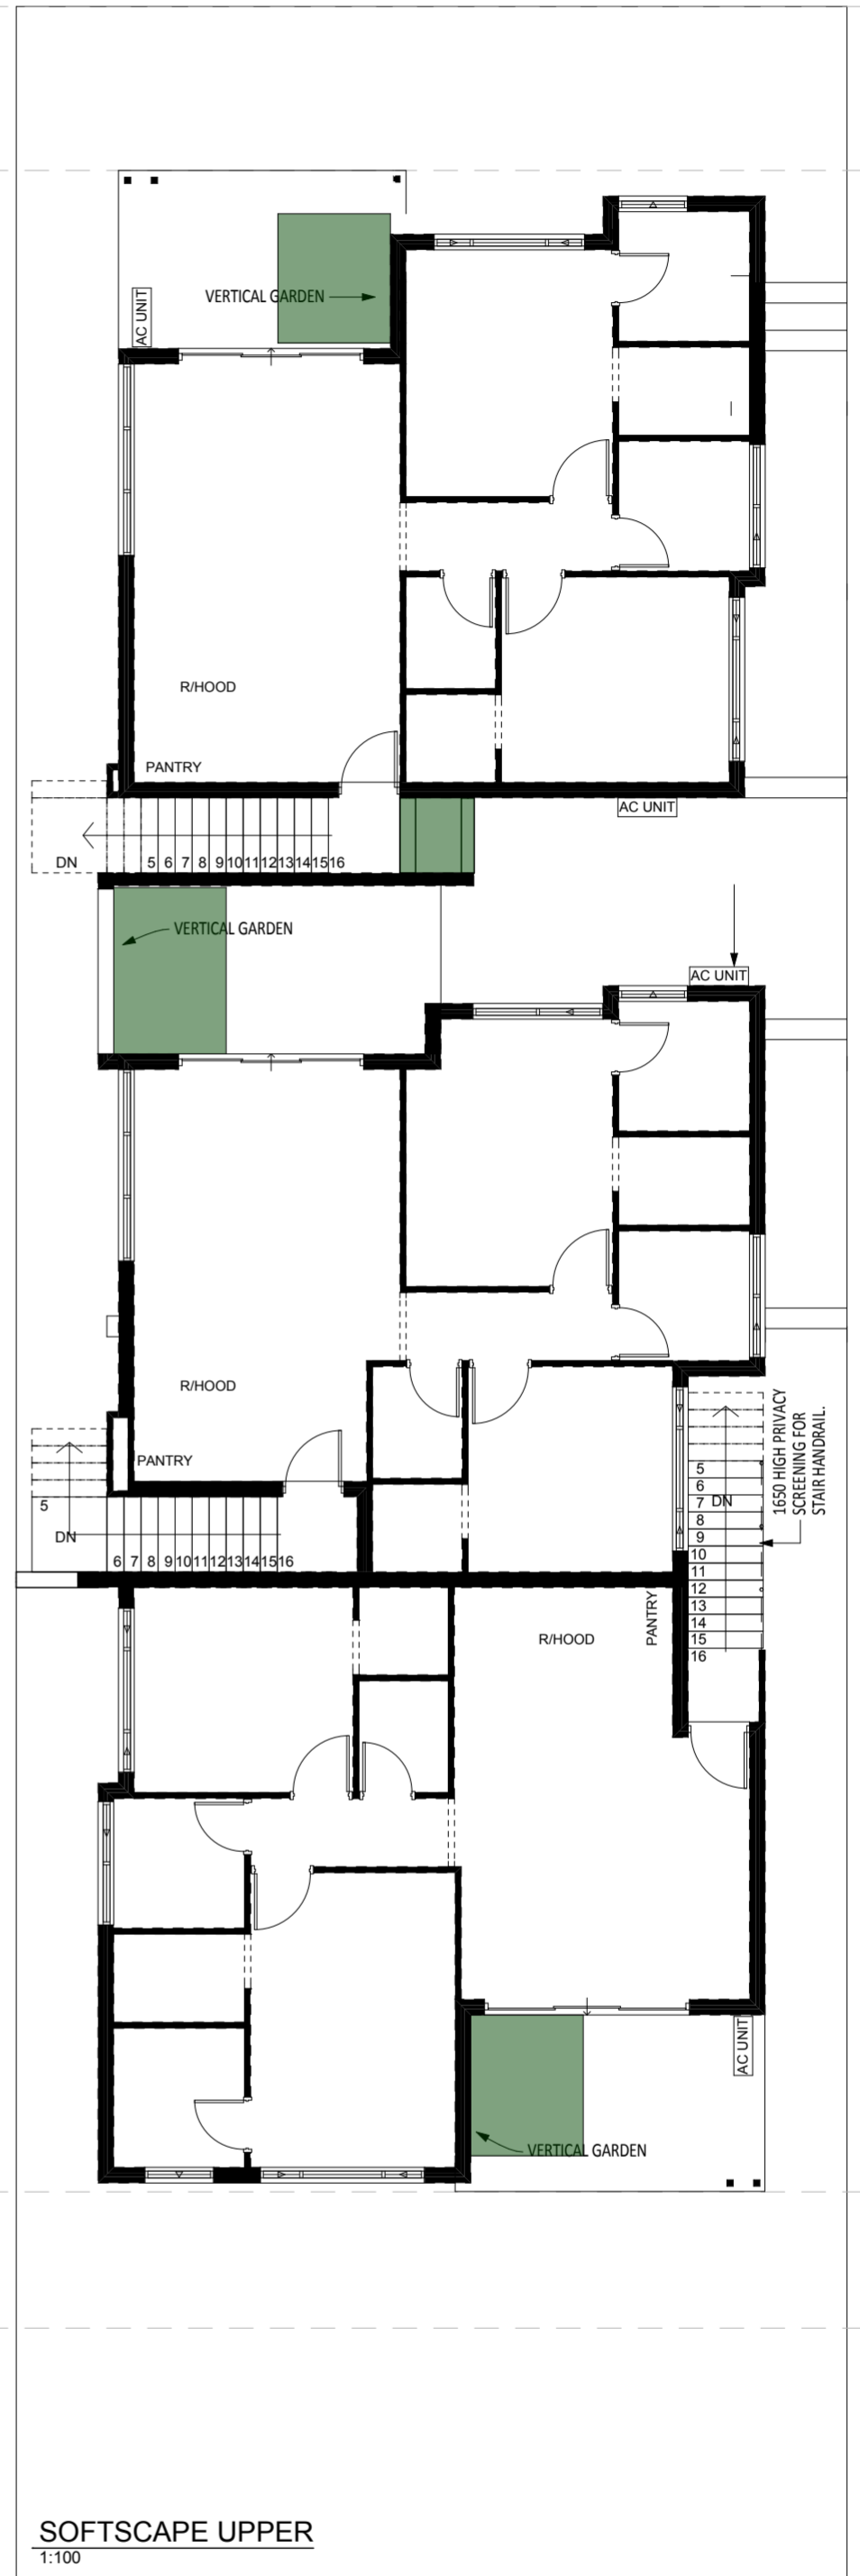 VERTICAL GARDEN
AC UNIT
R/HOOD
PANTRY
AC UNIT
DN
5 6 7 8 9 10 11 12 13 14 15 16
VERTICAL GARDEN
AC UNIT
R/HOOD
PANTRY
1650 HIGH PRIVACY
SCREENING FOR
STAIR HANDRAIL.
5
6
7
DN
8
9
10
11
12
13
14
15
16
5
DN
6 7 8 9 10 11 12 13 14 15 16
R/HOOD
PANTRY
AC UNIT
VERTICAL GARDEN
SOFTSCAPE UPPER
1:100